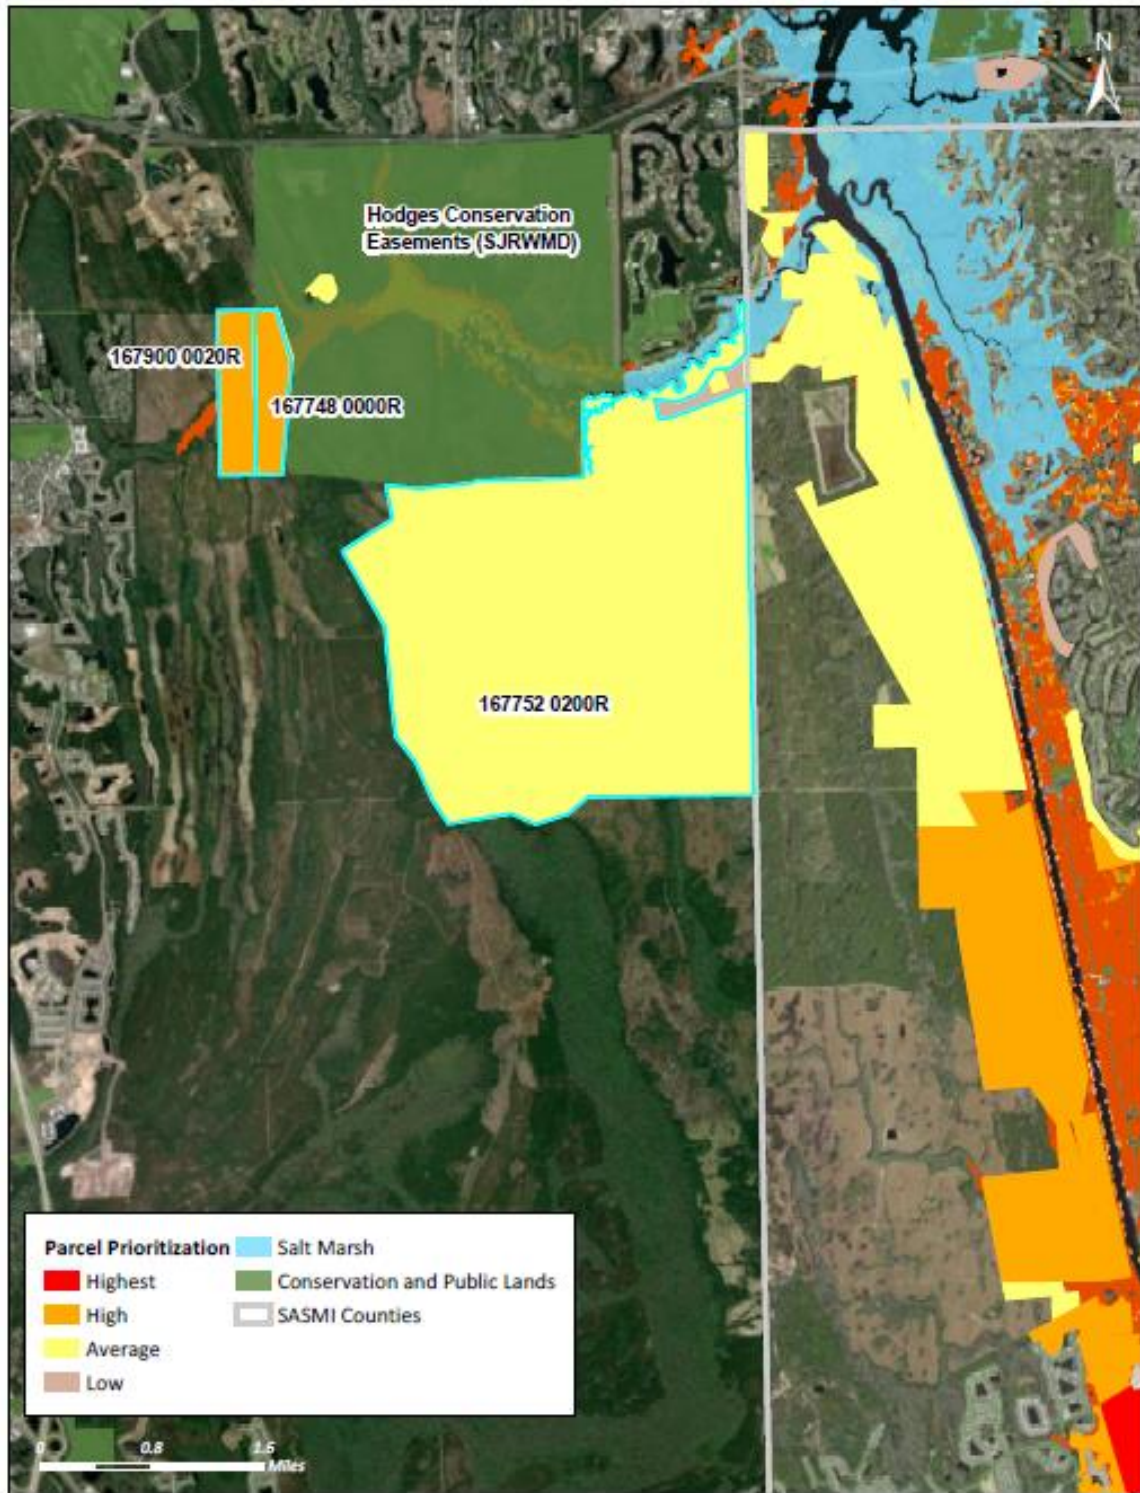 N
Hodges Conservation
Easements (SJRWMD)
167900 0020R
167748 0000R
167752 0200R
Parcel Prioritization
Highest
High
Average
Low
Salt Marsh
Conservation and Public Lands
SASMI Counties
0 0.8 1.6
Miles